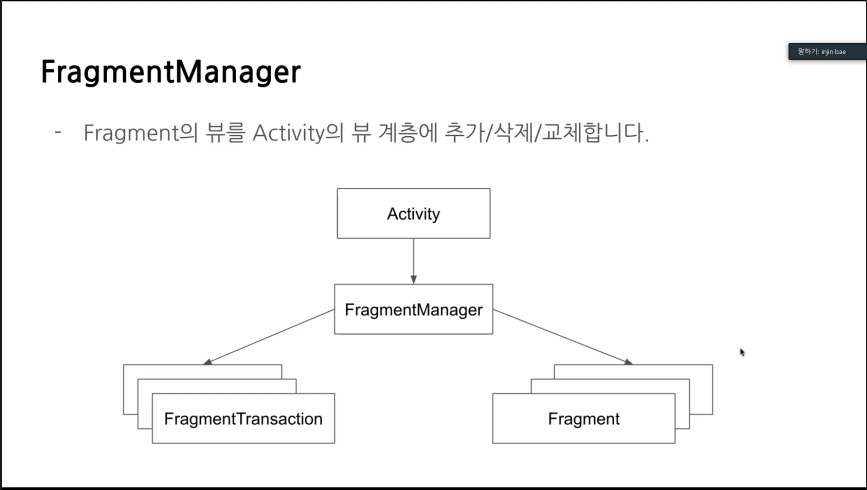 말하기: injin bae
FragmentManager
- Fragment의 뷰를 Activity의 뷰 계층에 추가/삭제/교체합니다.
Activity
FragmentManager
FragmentTransaction
Fragment